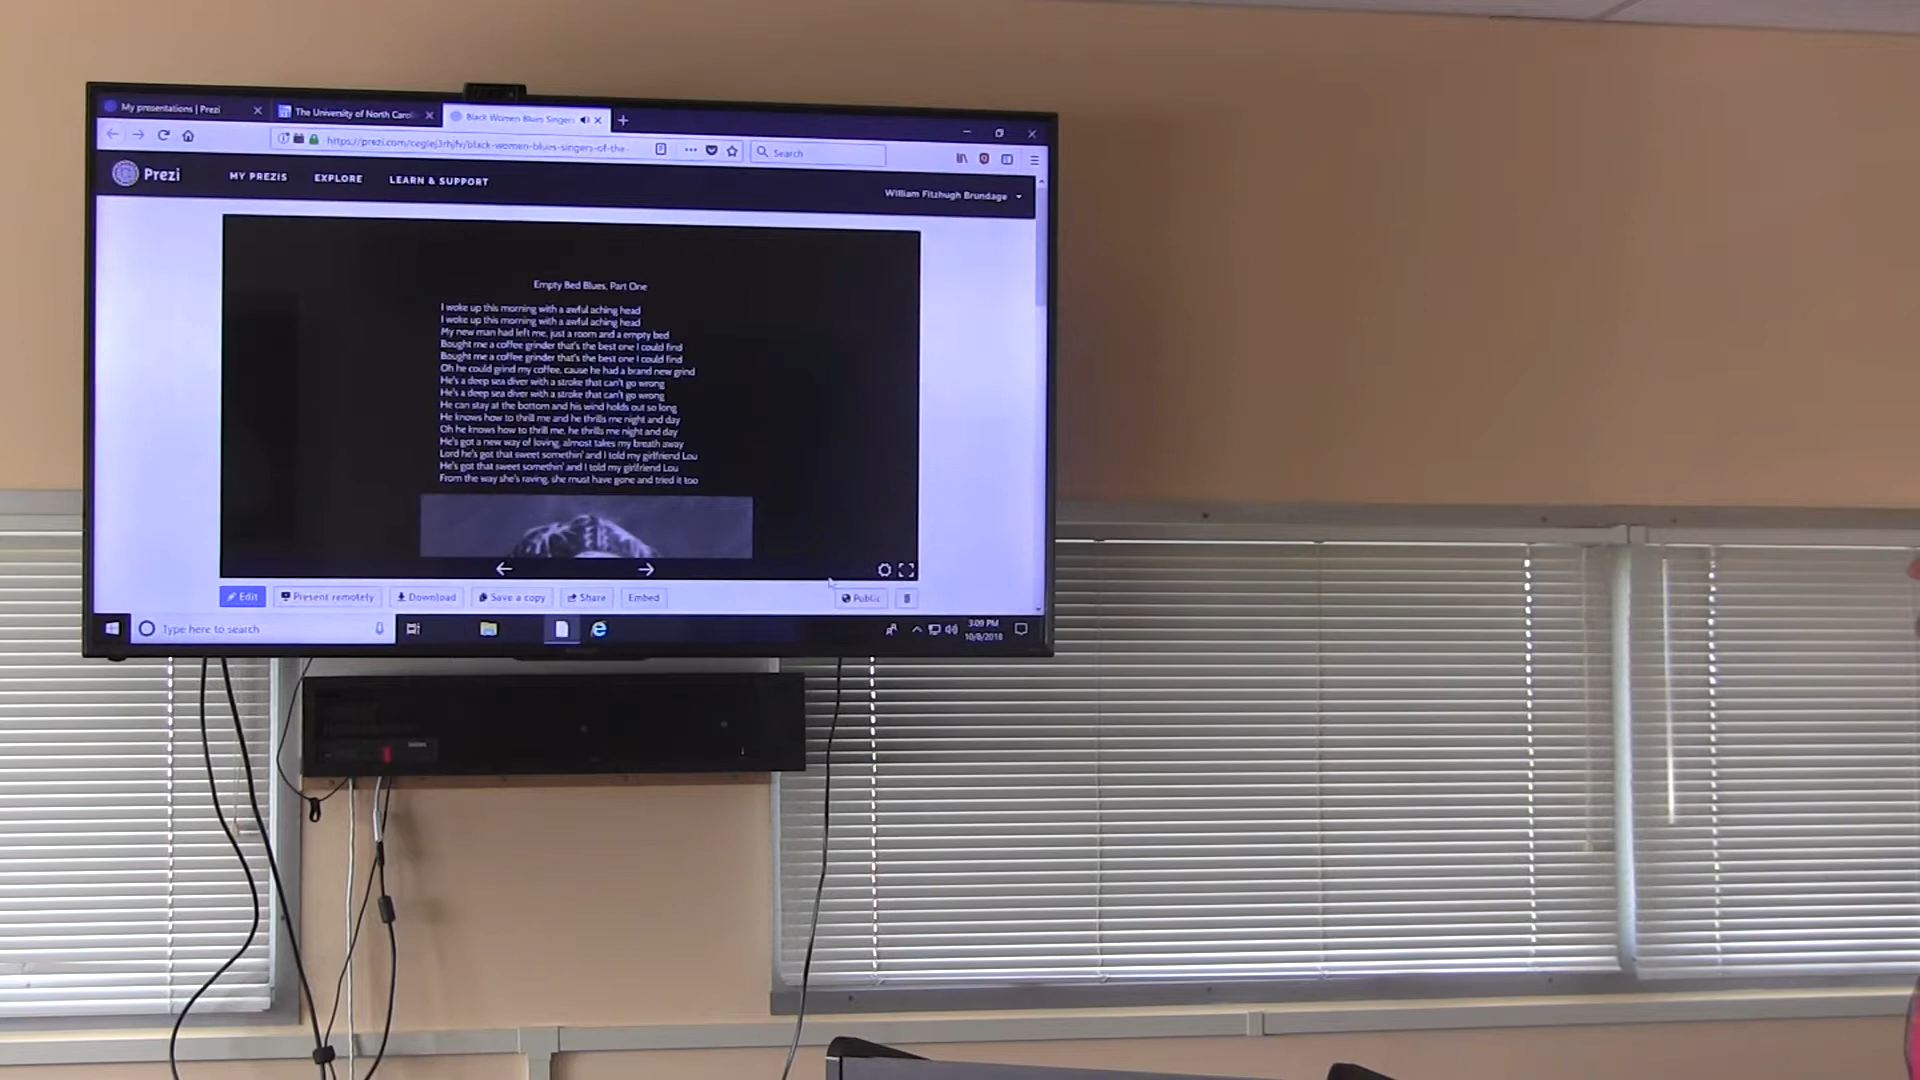 My presentations | Prezi
The University of North Carol
Black Women Blues Singers
https://prezi.com/ceglej3rhjfv/black-women-blues-singers-of-the-
Search
Prezi
MY PREZIS
EXPLORE
LEARN & SUPPORT
William Fitzhugh Brundage
Empty Bed Blues, Part One
I woke up this morning with a awful aching head
I woke up this morning with a awful aching head
My new man had left me, just a room and a empty bed
Bought me a coffee grinder that's the best one I could find
Bought me a coffee grinder that's the best one I could find
Oh he could grind my coffee, cause he had a brand new grind
He's a deep sea diver with a stroke that can't go wrong
He's a deep sea diver with a stroke that can't go wrong
He can stay at the bottom and his wind holds out so long
He knows how to thrill me and he thrills me night and day
Oh he knows how to thrill me, he thrills me night and day
He's got a new way of loving, almost takes my breath away
Lord he's got that sweet somethin' and I told my girlfriend Lou
He's got that sweet somethin' and I told my girlfriend Lou
From the way she's raving, she must have gone and tried it too
Edit
Present remotely
Download
Save a copy
Share
Embed
Public
Type here to search
3:09 PM
10/8/2018